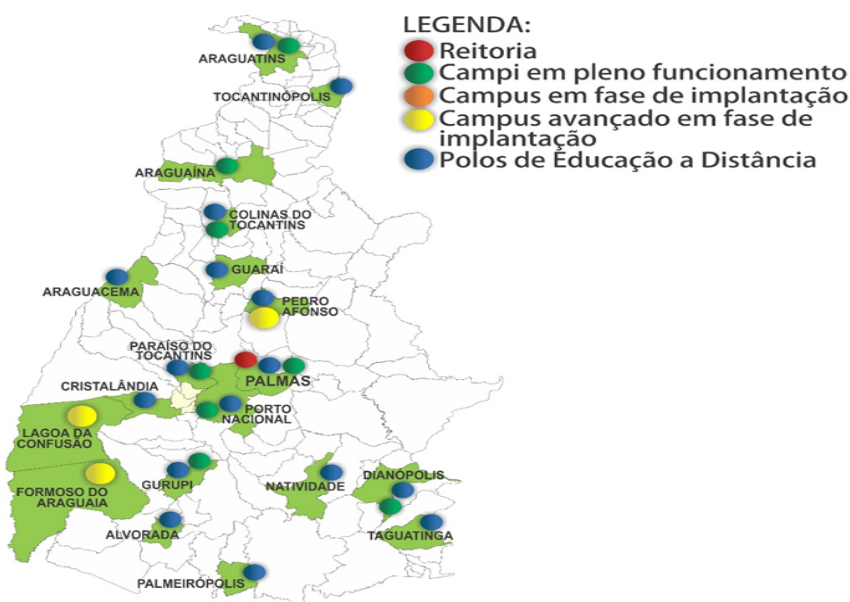 LEGENDA:
Reitoria
Campi em pleno funcionamento
Campus em fase de implantação
Campus avançado em fase de
implantação
Polos de Educação a Distância
ARAGUATINS
TOCANTINÓPOLIS
ARAGUAÍNA
COLINAS DO
TOCANTINS
GUARAÍ
ARAGUACEMA
PEDRO
AFONSO
PARAÍSO DO
TOCANTINS
PALMAS
CRISTALÂNDIA
PORTO
NACIONAL
LAGOA DA
CONFUSÃO
FORMOSO DO
ARAGUAIA
GURUPI
NATIVIDADE
DIANÓPOLIS
ALVORADA
TAGUATINGA
PALMEIRÓPOLIS